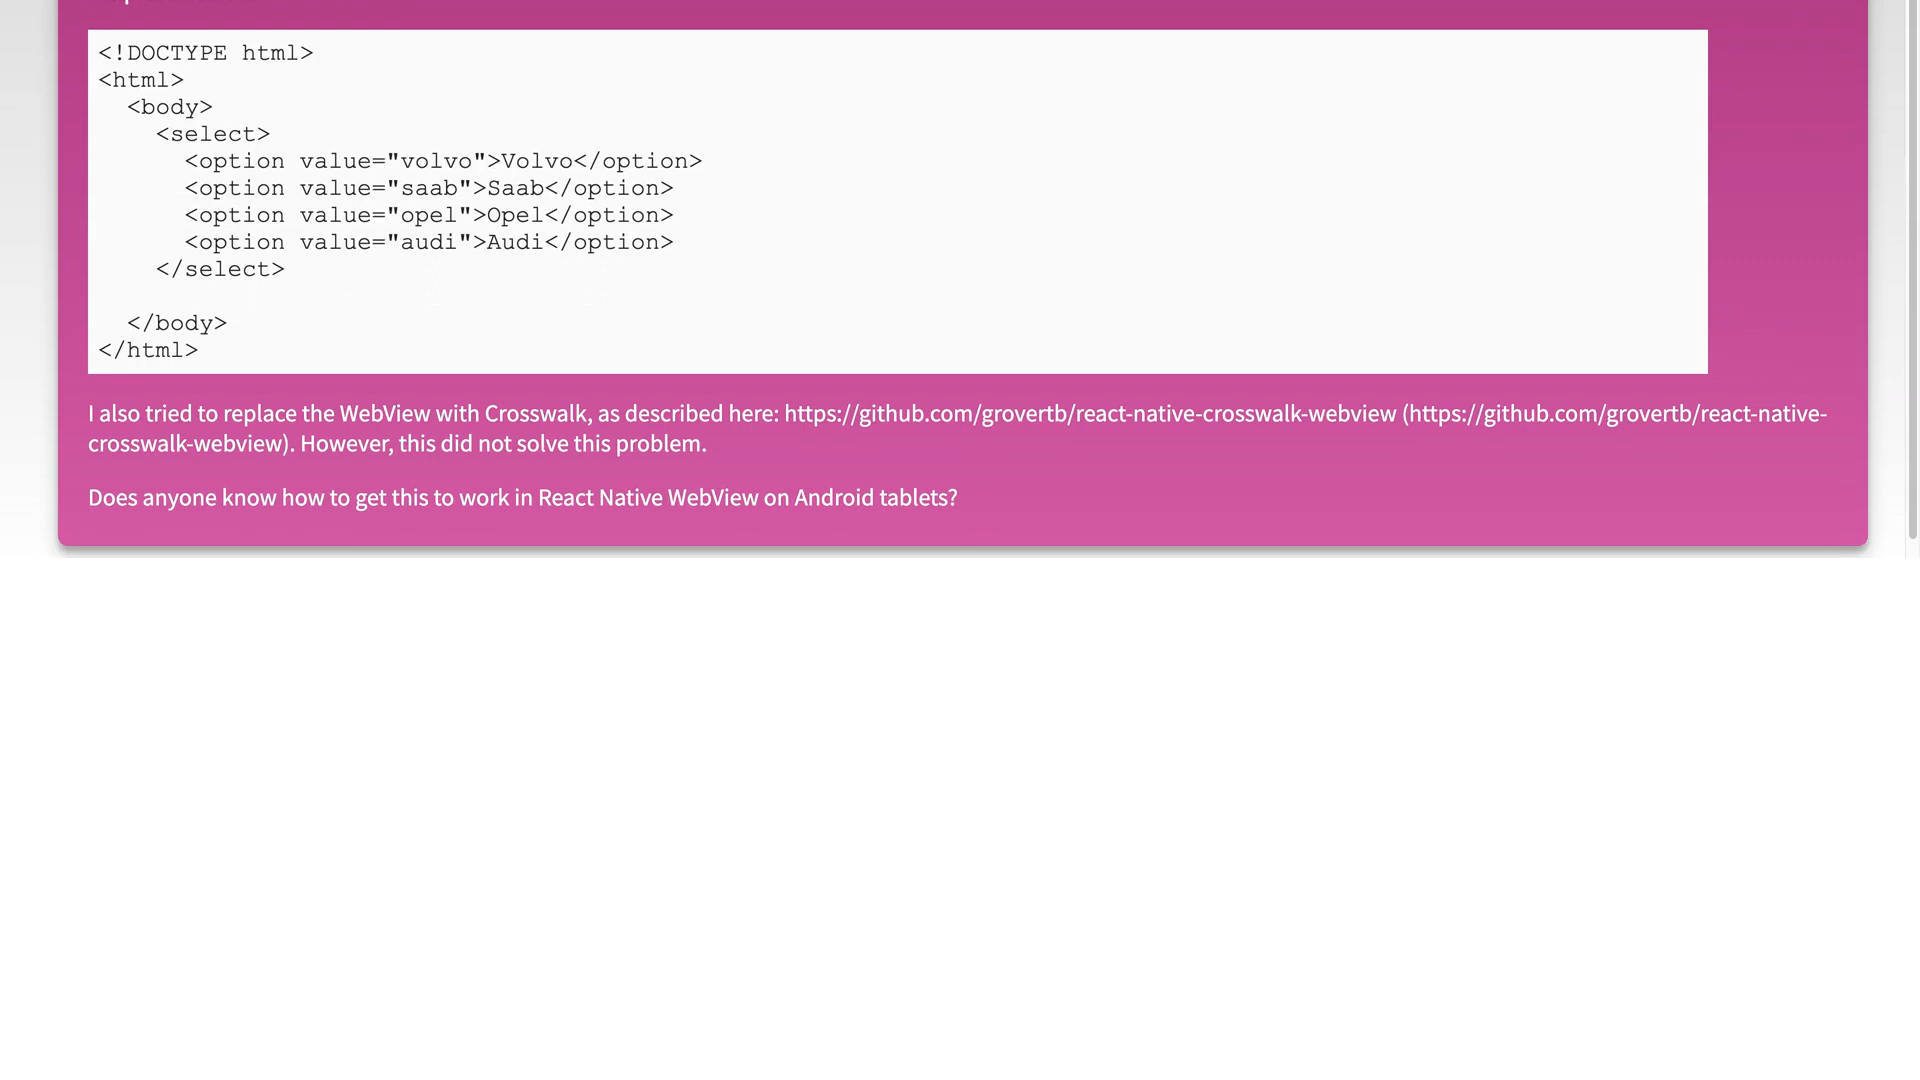 <!DOCTYPE html>
<html>
  <body>
    <select>
      <option value="volvo">Volvo</option>
      <option value="saab">Saab</option>
      <option value="opel">Opel</option>
      <option value="audi">Audi</option>
    </select>
  </body>
</html>
I also tried to replace the WebView with Crosswalk, as described here: https://github.com/grovertb/react-native-crosswalk-webview (https://github.com/grovertb/react-native-
crosswalk-webview). However, this did not solve this problem.
Does anyone know how to get this to work in React Native WebView on Android tablets?